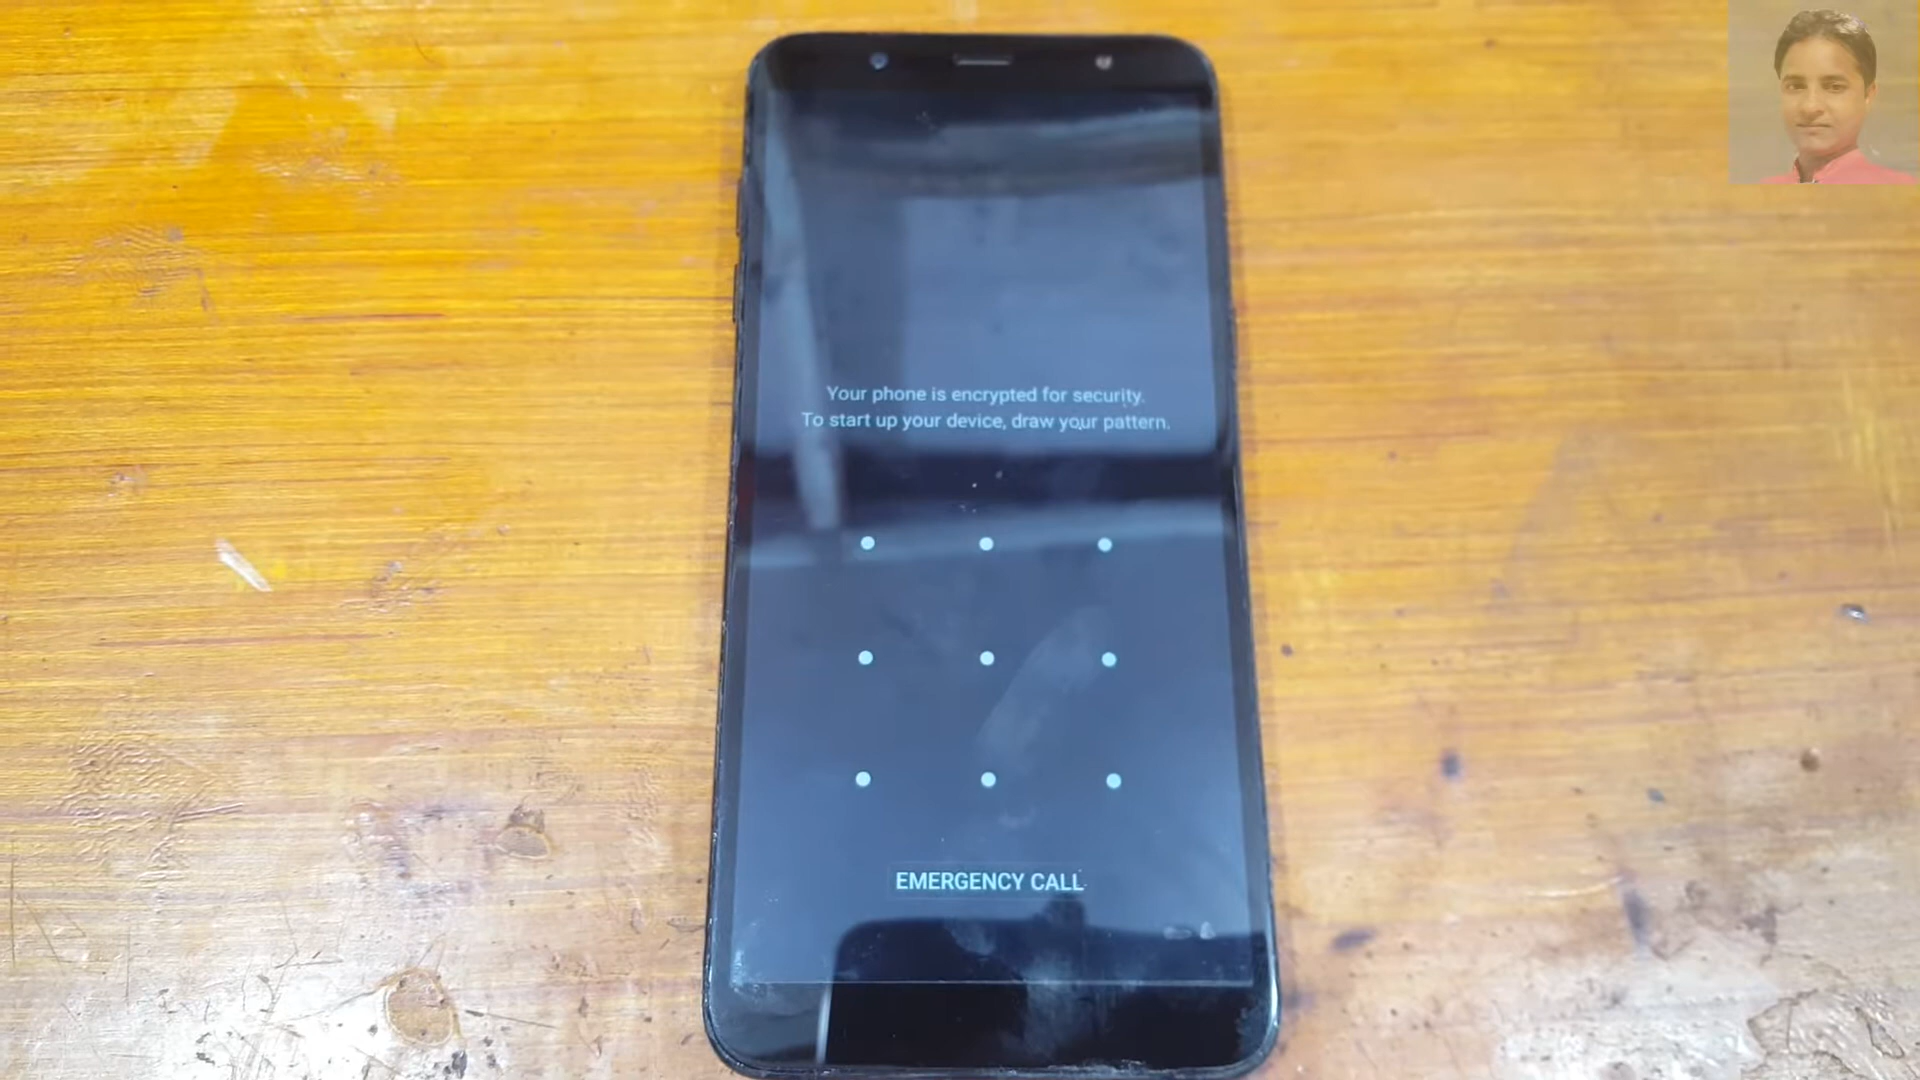 Your phone is encrypted for security.
To start up your device, draw your pattern.
EMERGENCY CALL